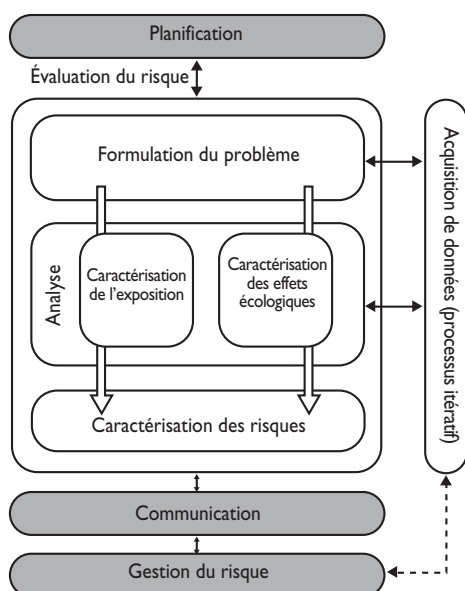 Planification
Évaluation du risque
Formulation du problème
Analyse
Caractérisation
de l'exposition
Caractérisation
des effets
écologiques
Caractérisation des risques
Acquisition de données (processus itératif)
Communication
Gestion du risque